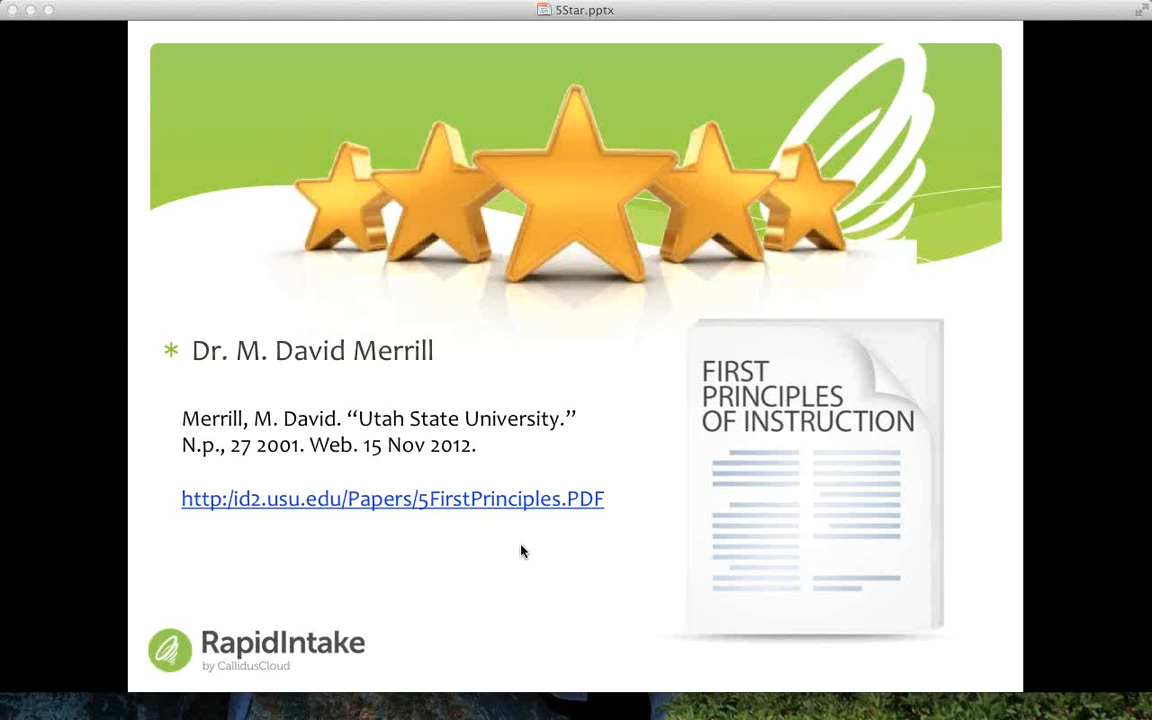 5Star.pptx
* Dr. M. David Merrill
Merrill, M. David. “Utah State University.”
N.p., 27 2001. Web. 15 Nov 2012.
http:/id2.usu.edu/Papers/5FirstPrinciples.PDF
FIRST
PRINCIPLES
OF INSTRUCTION
RapidIntake
by CallidusCloud